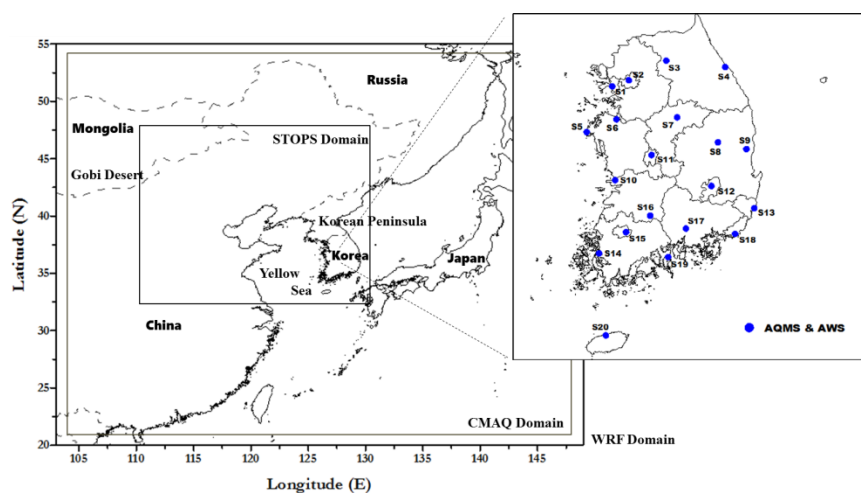 55
50
45
40
35
30
25
20
Latitude (N)
105
110
115
120
125
130
135
140
145
Longitude (E)
Russia
Mongolia
STOPS Domain
Gobi Desert
Korean Peninsula
Korea
Japan
Yellow
Sea
China
CMAQ Domain
WRF Domain
S1
S2
S3
S4
S5
S6
S7
S8
S9
S10
S11
S12
S13
S14
S15
S16
S17
S18
S19
S20
AQMS & AWS